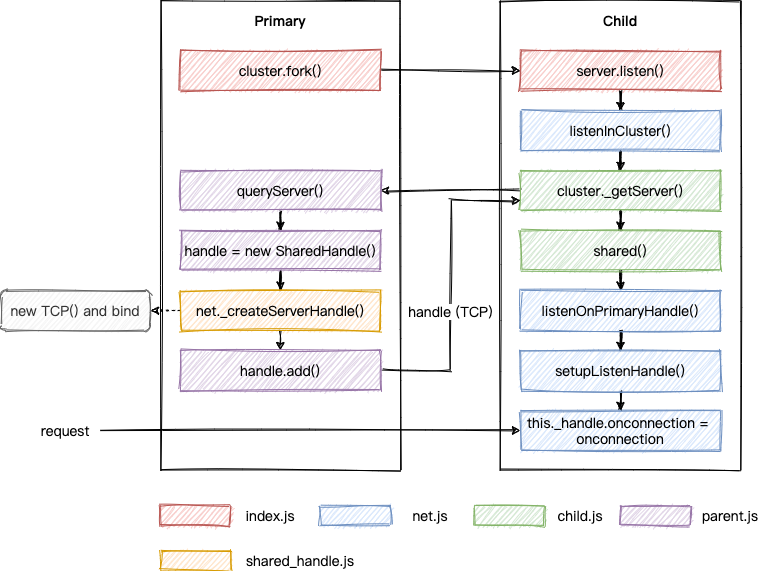 Primary
Child
cluster.fork()
server.listen()
listenInCluster()
queryServer()
cluster._getServer()
handle = new SharedHandle()
shared()
new TCP() and bind
net._createServerHandle()
handle (TCP)
listenOnPrimaryHandle()
handle.add()
setupListenHandle()
request
this._handle.onconnection =
onconnection
index.js
net.js
child.js
parent.js
shared_handle.js